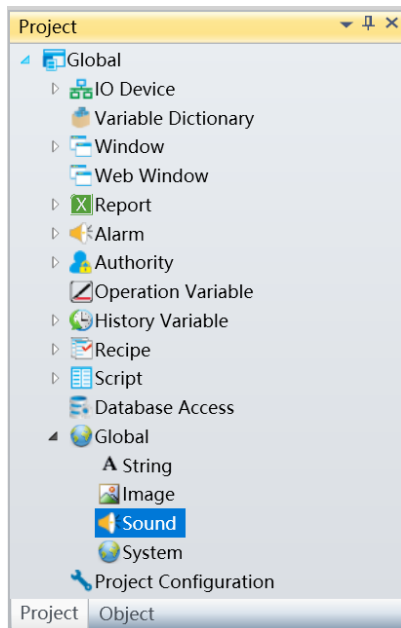 Project
Global
IO Device
Variable Dictionary
Window
Web Window
Report
Alarm
Authority
Operation Variable
History Variable
Recipe
Script
Database Access
Global
String
Image
Sound
System
Project Configuration
Project Object